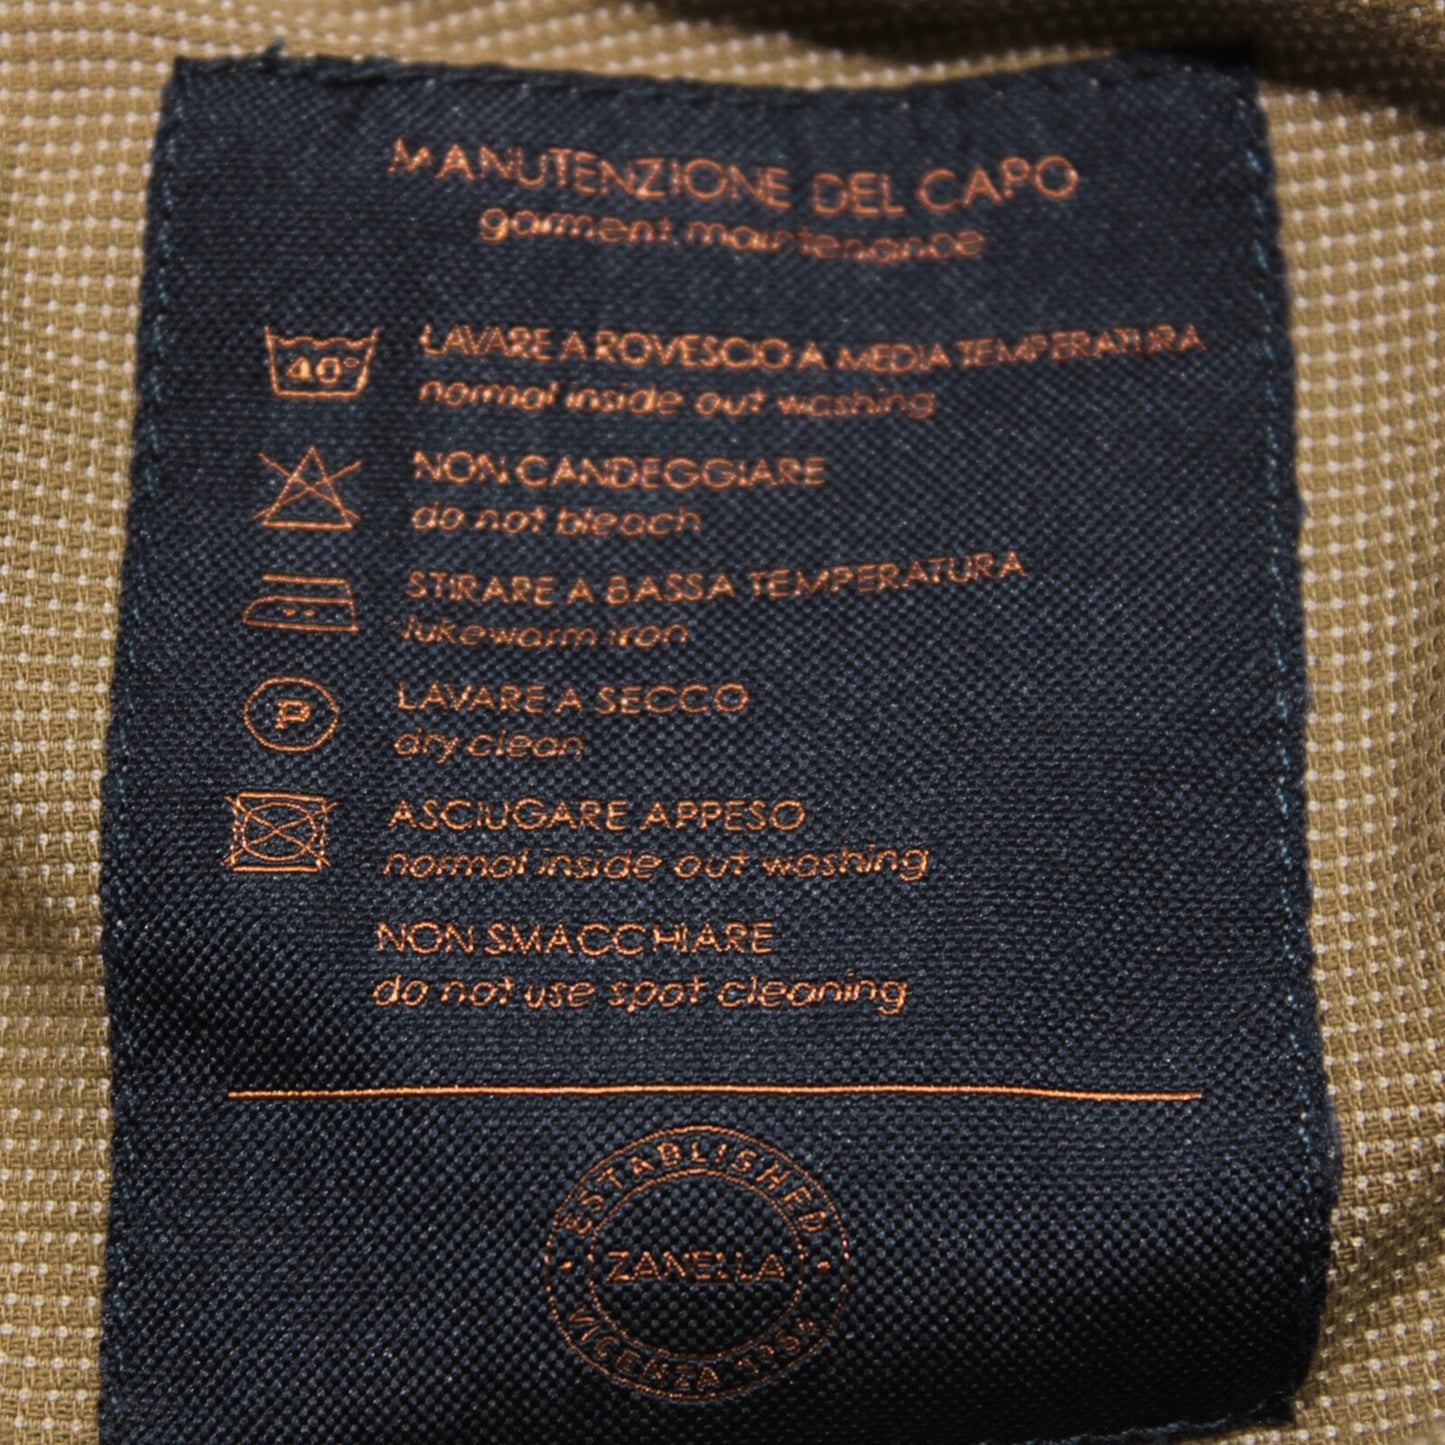 MANUTENZIONE DEL CAPO
garment maintenance
40°
LAVARE A ROVESCIO A MEDIA TEMPERATURA
normal inside out washing
NON CANDEGGIARE
do not bleach
STIRARE A BASSA TEMPERATURA
lukewarm iron
P
LAVARE A SECCO
dry clean
ASCIUGARE APPESO
normal inside out washing
NON SMACCHIARE
do not use spot cleaning
ESTABLISHED
ZANELLA
VICENZA